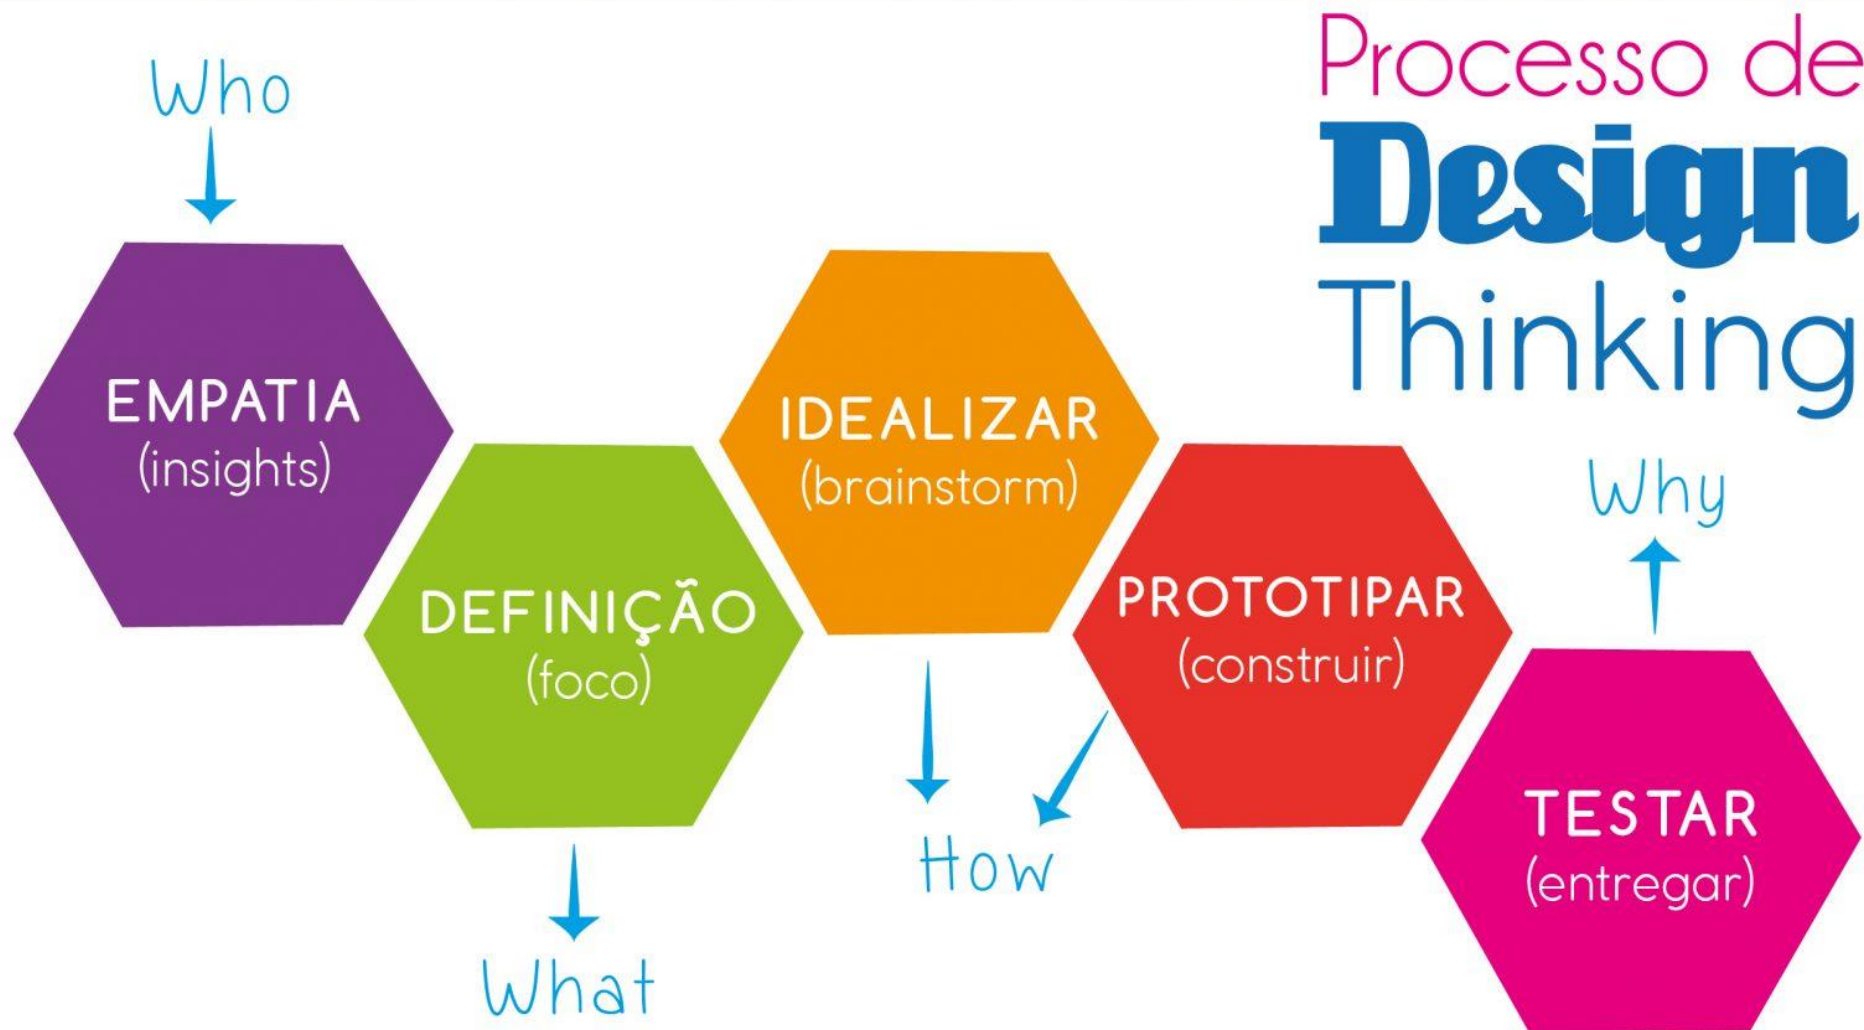 Processo de
Design
Thinking
Who
EMPATIA
(insights)
DEFINIÇÃO
(foco)
What
IDEALIZAR
(brainstorm)
How
PROTOTIPAR
(construir)
Why
TESTAR
(entregar)